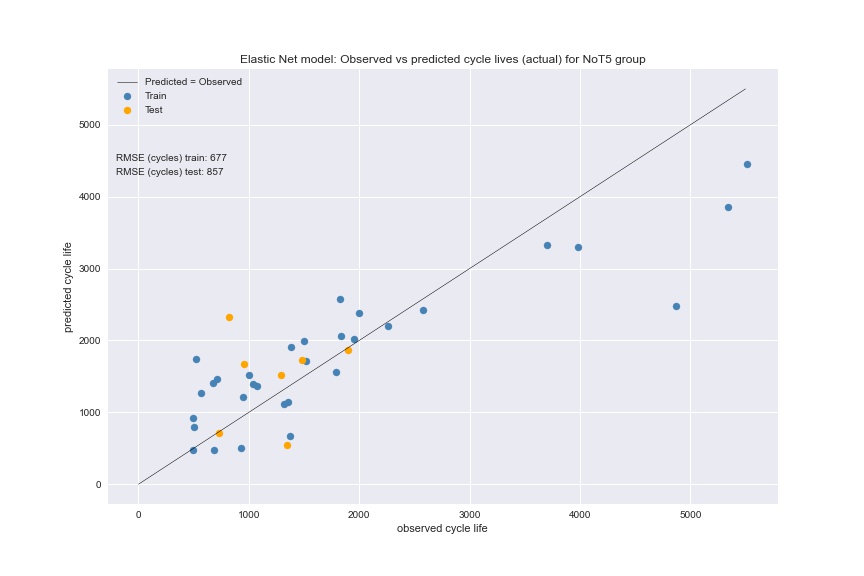 Elastic Net model: Observed vs predicted cycle lives (actual) for NoT5 group
Predicted = Observed
Train
Test
RMSE (cycles) train: 677
RMSE (cycles) test: 857
predicted cycle life
5000
4000
3000
2000
1000
0
0 1000 2000 3000 4000 5000
observed cycle life